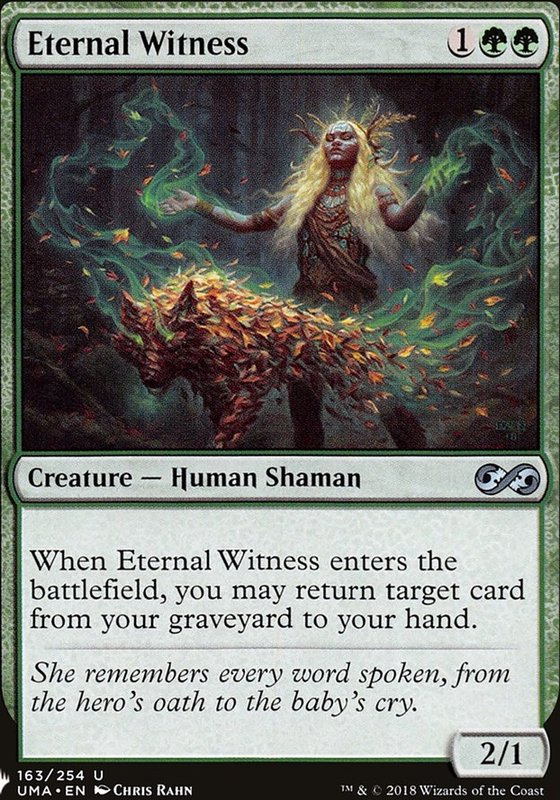 Eternal Witness 1
Creature — Human Shaman
When Eternal Witness enters the
battlefield, you may return target card
from your graveyard to your hand.
She remembers every word spoken, from
the hero's oath to the baby's cry.
2/1
163/254 U
UMA • EN Chris Rahn
™ & © 2018 Wizards of the Coast